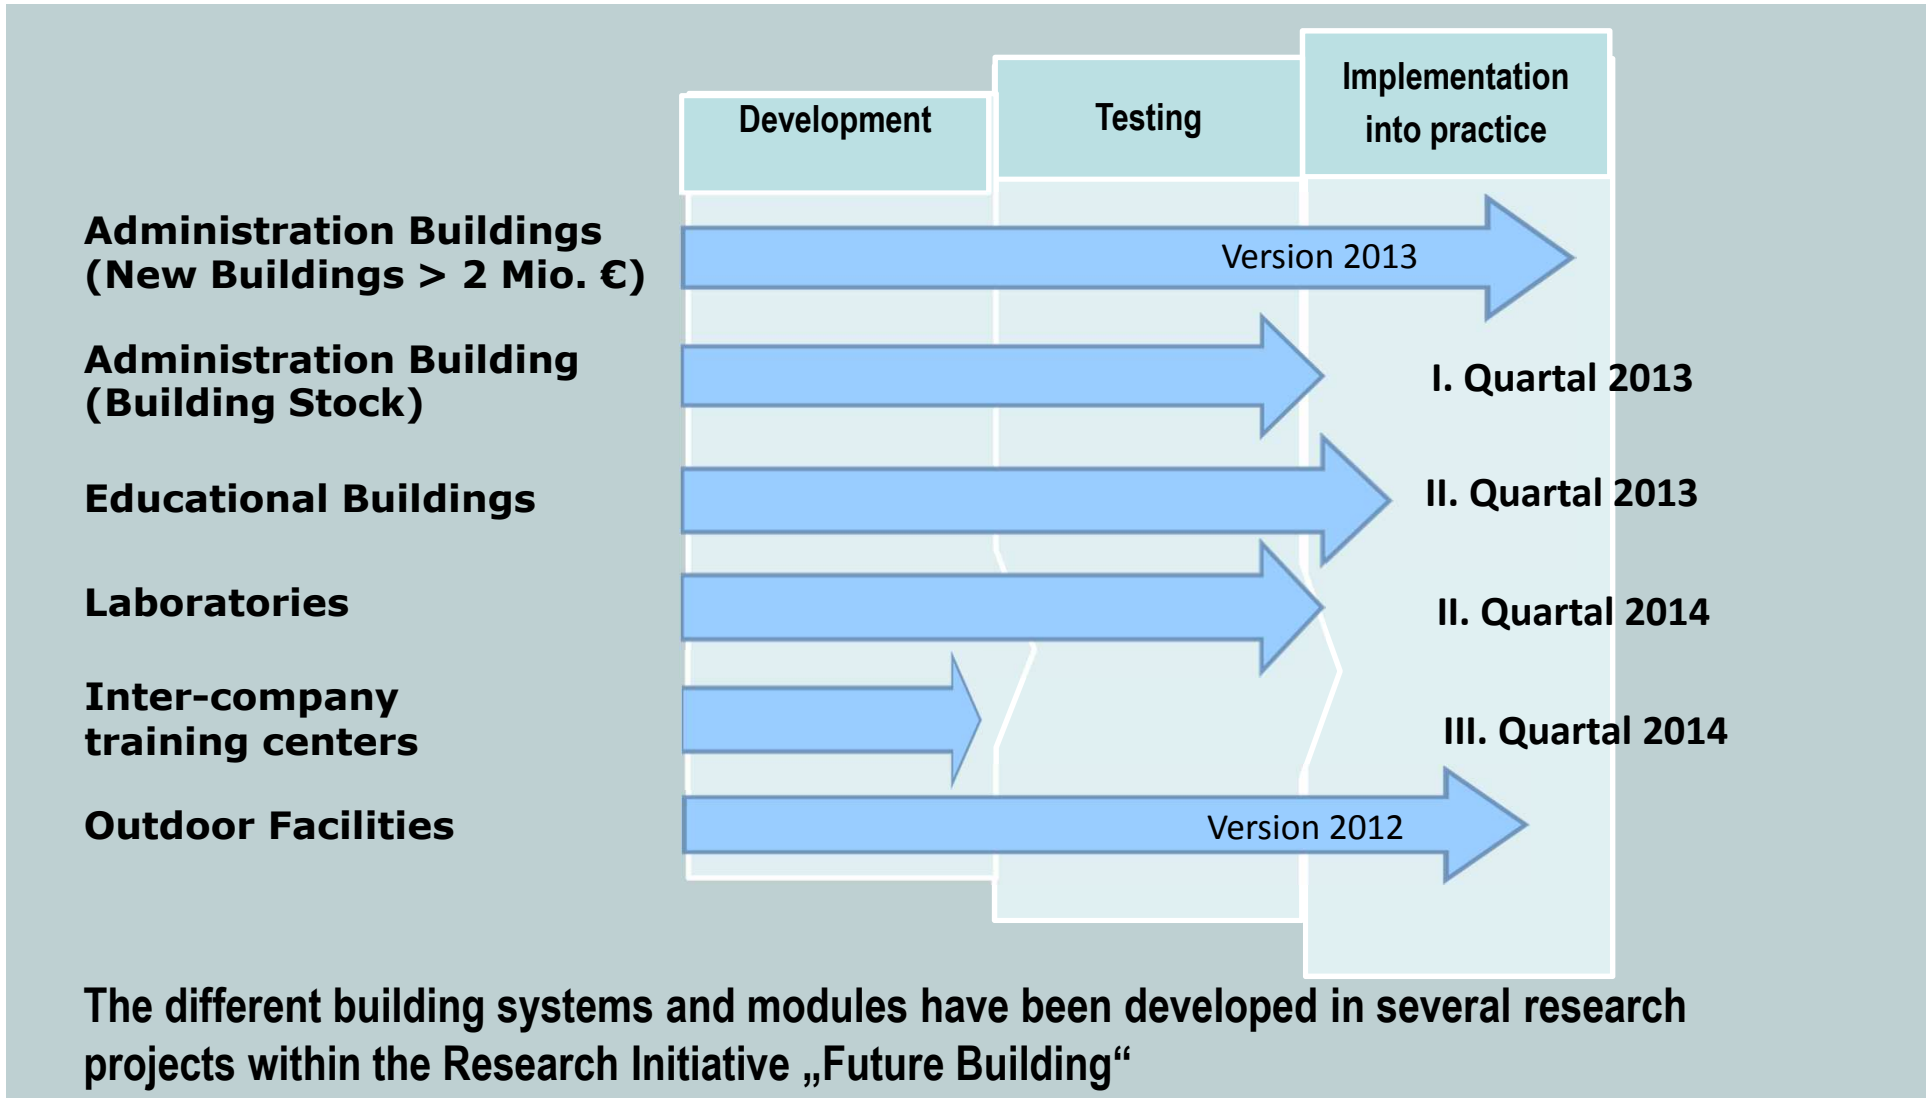 Development
Testing
Implementation
into practice
Administration Buildings
(New Buildings > 2 Mio. €)
Version 2013
Administration Building
(Building Stock)
I. Quartal 2013
Educational Buildings
II. Quartal 2013
Laboratories
II. Quartal 2014
Inter-company
training centers
III. Quartal 2014
Outdoor Facilities
Version 2012
The different building systems and modules have been developed in several research
projects within the Research Initiative „Future Building“